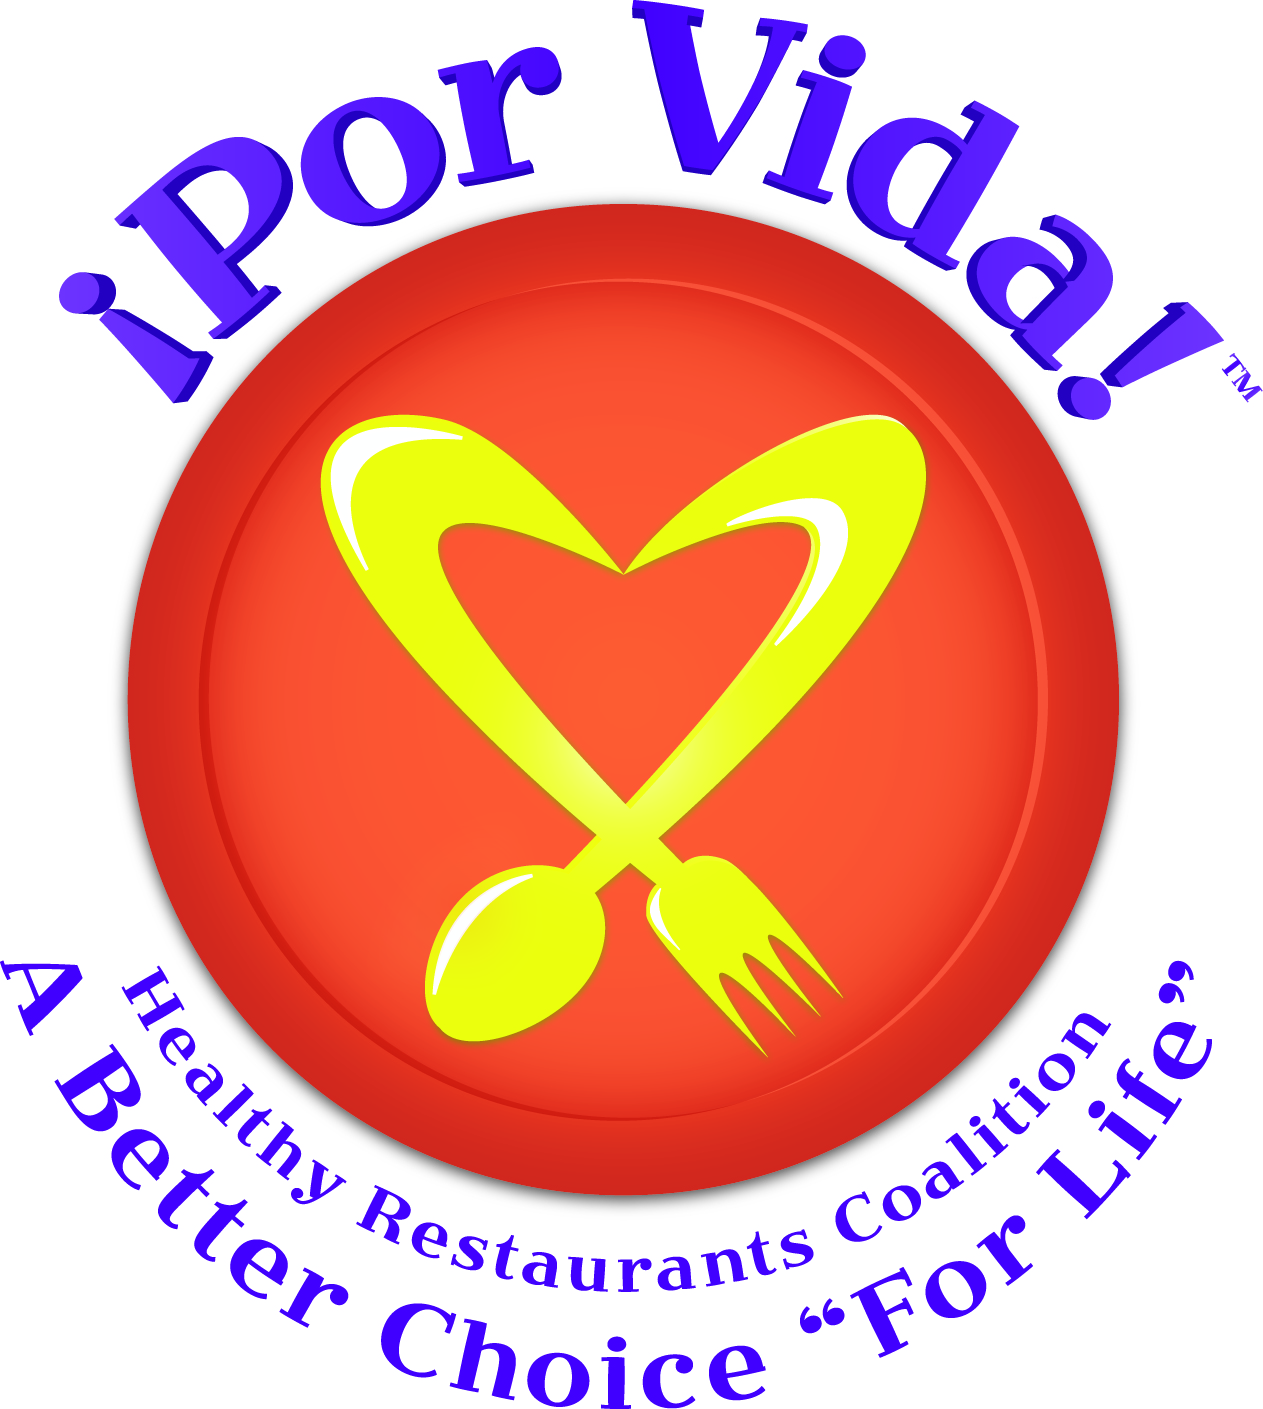 ¡Por Vida!™
Healthy Restaurants Coalition
A Better Choice “For Life”